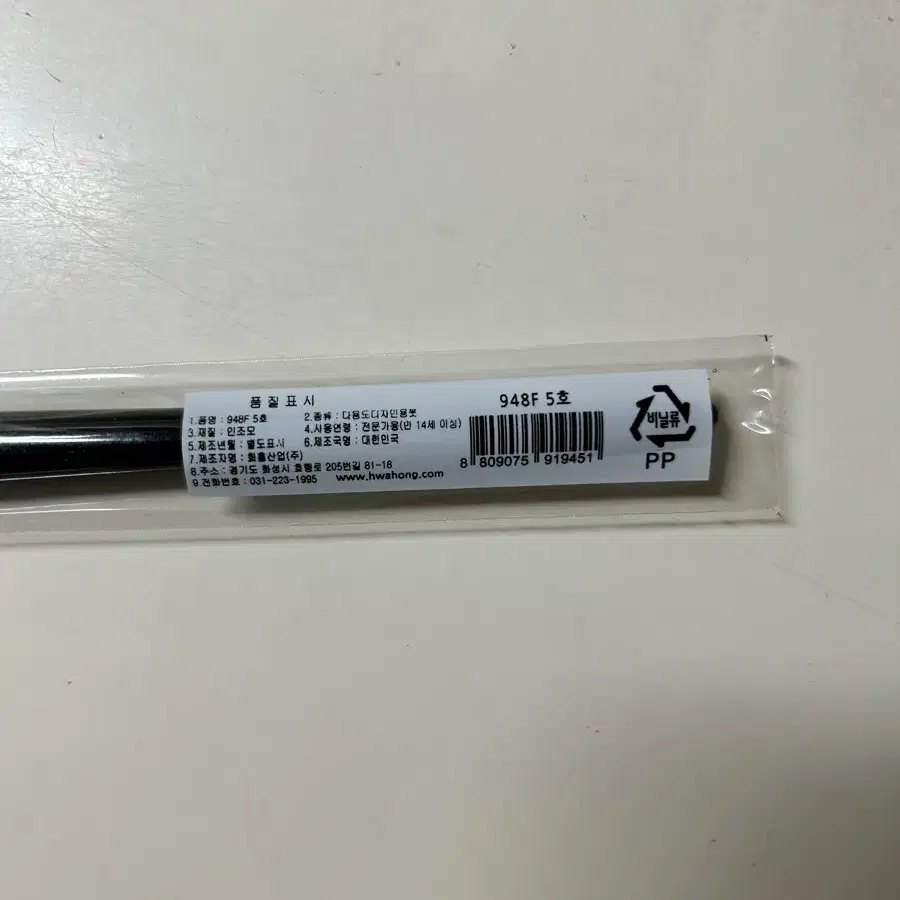 품 질 표 시
1.품명 : 948F 5호 2.종류 : 다용도디자인용붓
3.재질 : 인조모 4.사용연령 : 전문가용(만 14세 이상)
5.제조년월 : 별도표시 6.제조국명 : 대한민국
7.제조자명 : 화홍산업(주)
8.주소 : 경기도 화성시 효행로 205번길 81-18
9.전화번호 : 031-223-1995 www.hwahong.com
948F 5호
8 809075 919451
비닐류
PP